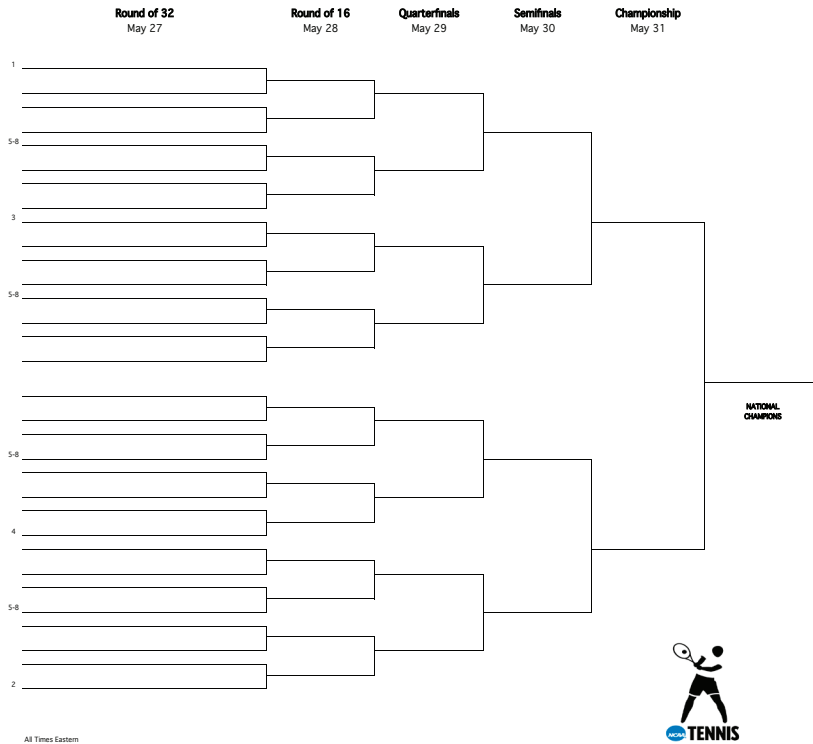 Round of 32
May 27
Round of 16
May 28
Quarterfinals
May 29
Semifinals
May 30
Championship
May 31
1
5-8
3
5-8
NATIONAL
CHAMPIONS
5-8
4
5-8
2
NCAA TENNIS
All Times Eastern